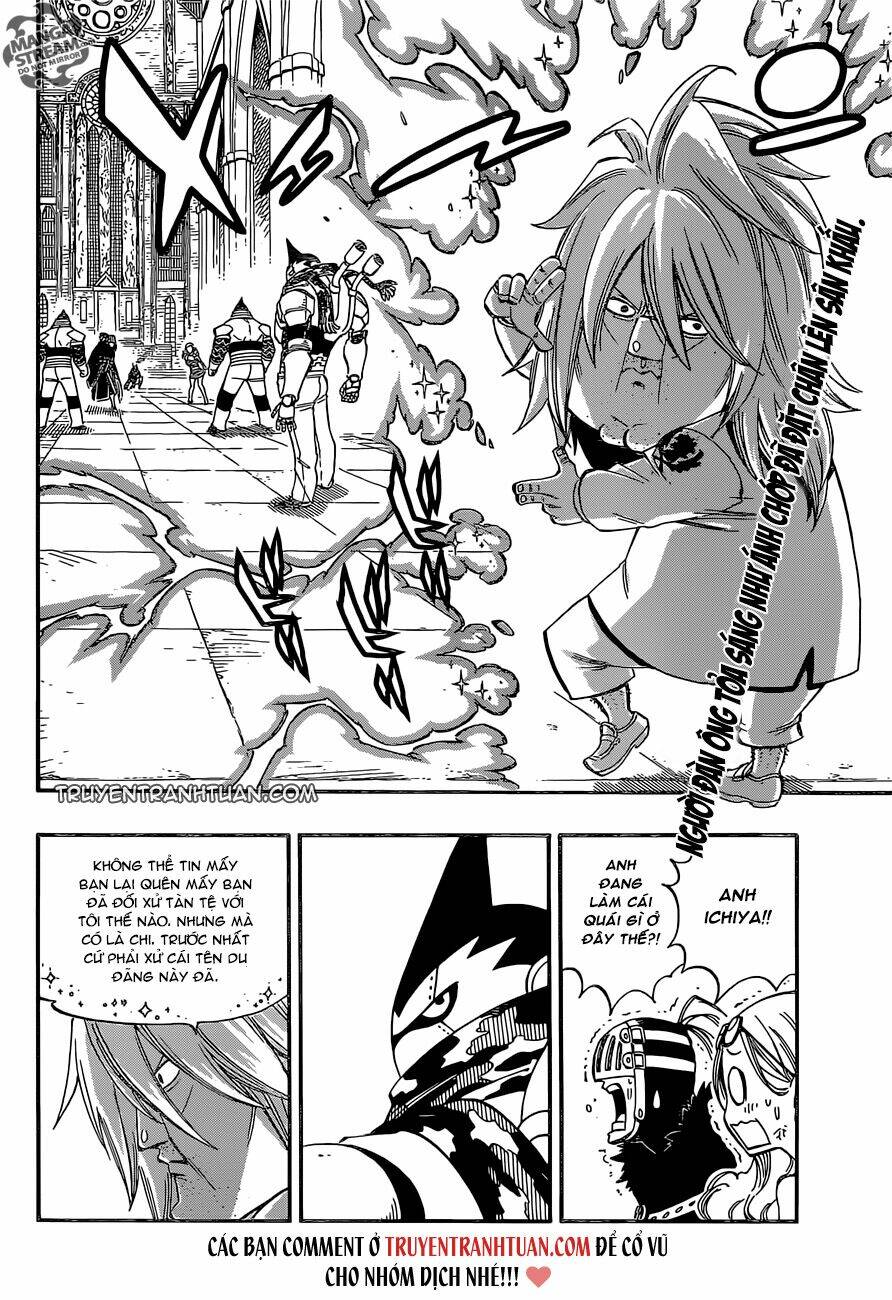 MANGA
STREAM
DO NOT MIRROR
メェーン
NGƯỜI ĐÀN ÔNG TỎA SÁNG NHƯ ÁNH CHỚP ĐÃ ĐẶT CHÂN LÊN SÂN KHẤU.
TRUYENTRANHTUAN.COM
ANH
ICHIYA!!
ANH
ĐANG
LÀM CÁI
QUÁI GÌ Ở
ĐÂY THẾ?!
KHÔNG THỂ TIN MẤY
BẠN LẠI QUÊN MẤY BẠN
ĐÃ ĐỐI XỬ TÀN TỆ VỚI
TÔI THẾ NÀO. NHƯNG MÀ
CÓ LÀ CHI. TRƯỚC NHẤT
CỨ PHẢI XỬ CÁI TÊN DU
ĐÃNG NÀY ĐÃ.
CÁC BẠN COMMENT Ở TRUYENTRANHTUAN.COM ĐỂ CỔ VŨ
CHO NHÓM DỊCH NHÉ!!!